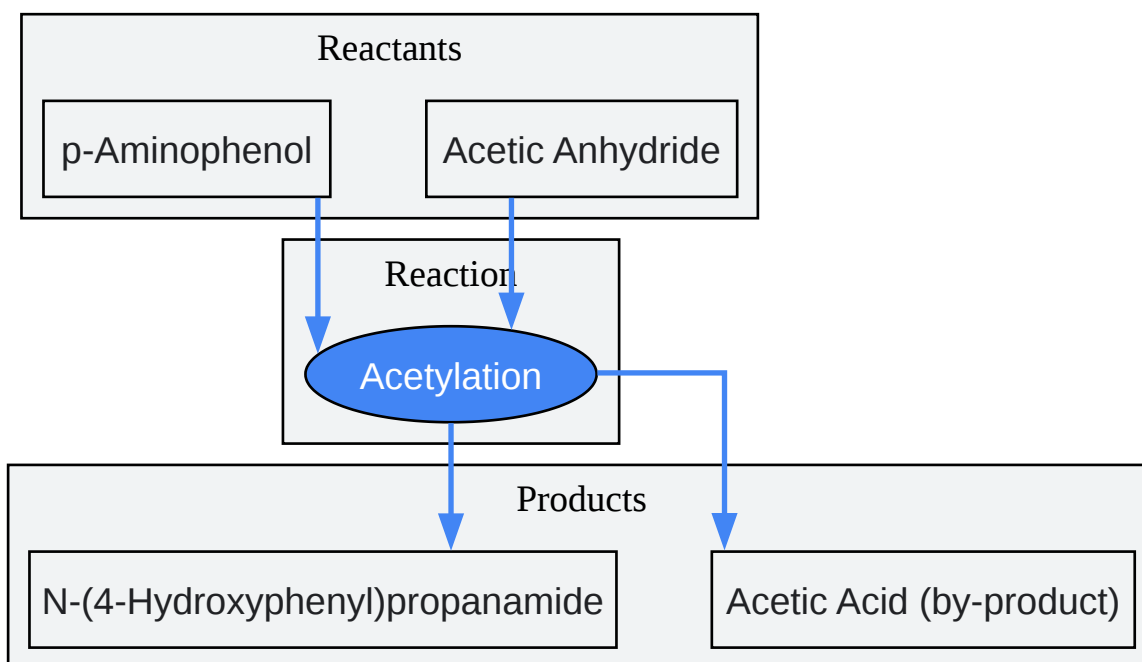 Reactants
p-Aminophenol
Acetic Anhydride
Reaction
Acetylation
Products
N-(4-Hydroxyphenyl)propanamide
Acetic Acid (by-product)